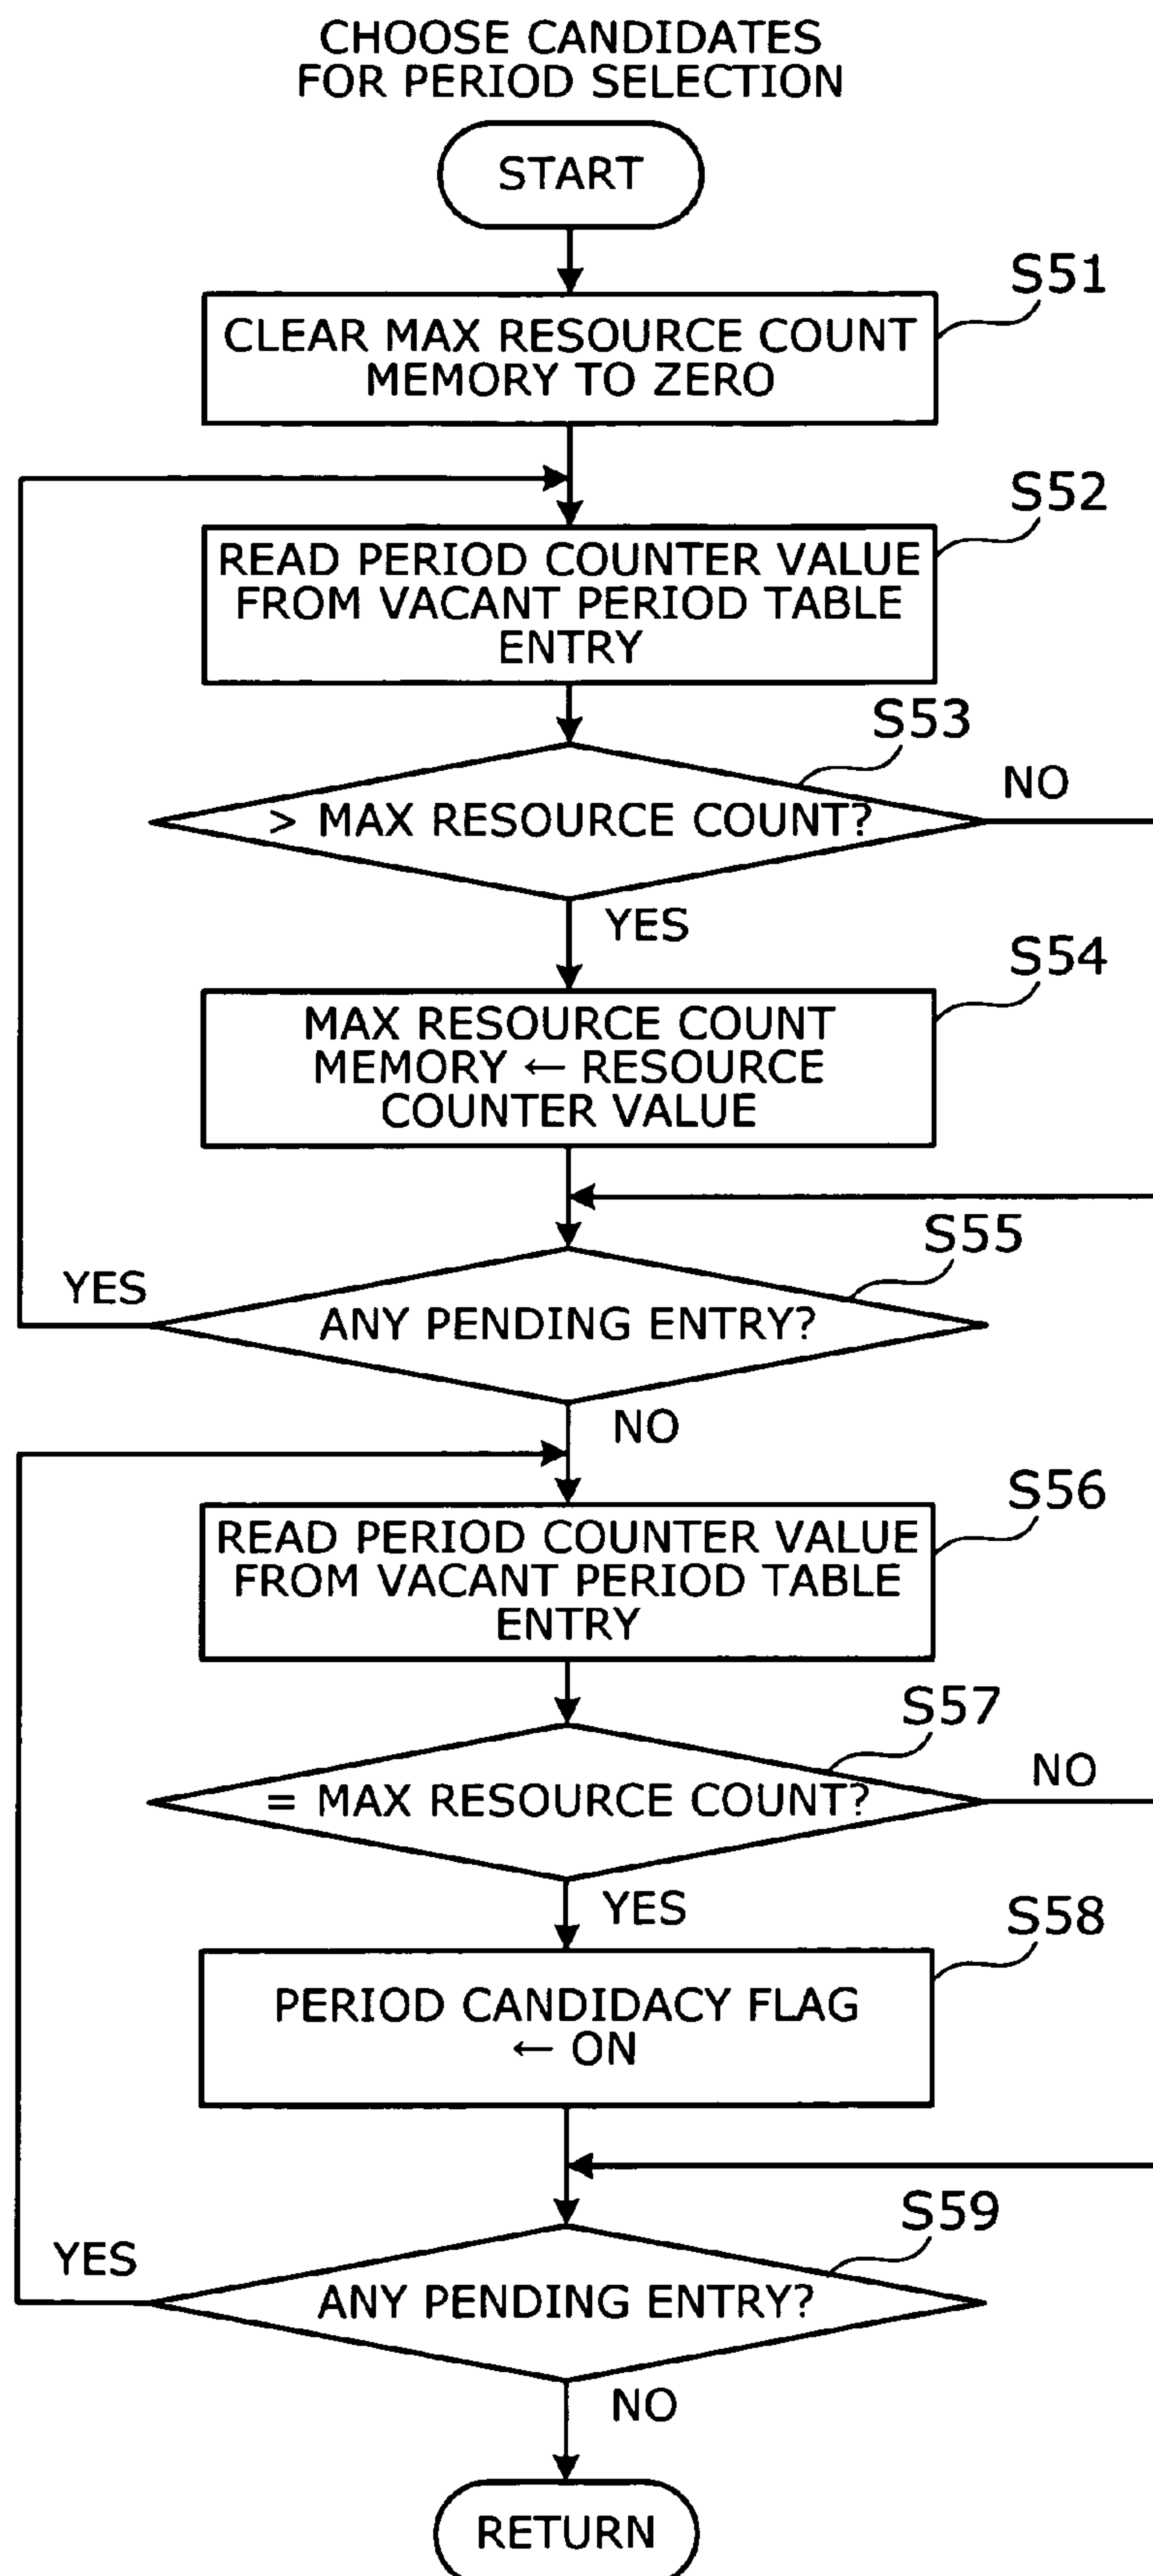 CHOOSE CANDIDATES
FOR PERIOD SELECTION
START
S51
CLEAR MAX RESOURCE COUNT
MEMORY TO ZERO
S52
READ PERIOD COUNTER VALUE
FROM VACANT PERIOD TABLE
ENTRY
S53
NO
> MAX RESOURCE COUNT?
YES
S54
MAX RESOURCE COUNT
MEMORY ← RESOURCE
COUNTER VALUE
S55
YES
ANY PENDING ENTRY?
NO
S56
READ PERIOD COUNTER VALUE
FROM VACANT PERIOD TABLE
ENTRY
S57
NO
= MAX RESOURCE COUNT?
YES
S58
PERIOD CANDIDACY FLAG
← ON
S59
YES
ANY PENDING ENTRY?
NO
RETURN